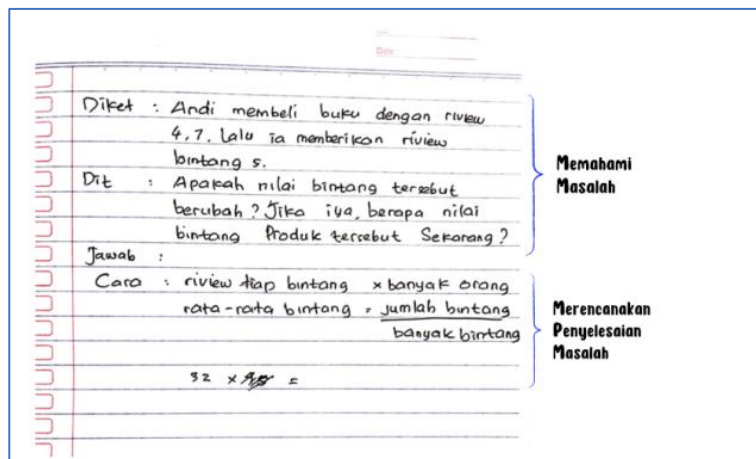 Diket : Andi membeli buku dengan riview
4,7. Lalu ia memberikan riview
bintang 5.
Dit : Apakah nilai bintang tersebut
berubah? Jika iya, berapa nilai
bintang Produk tersebut Sekarang?
Jawab :
Cara : riview tiap bintang × banyak orang
rata-rata bintang = jumlah bintang
banyak bintang
32 × =
Memahami
Masalah
Merencanakan
Penyelesaian
Masalah